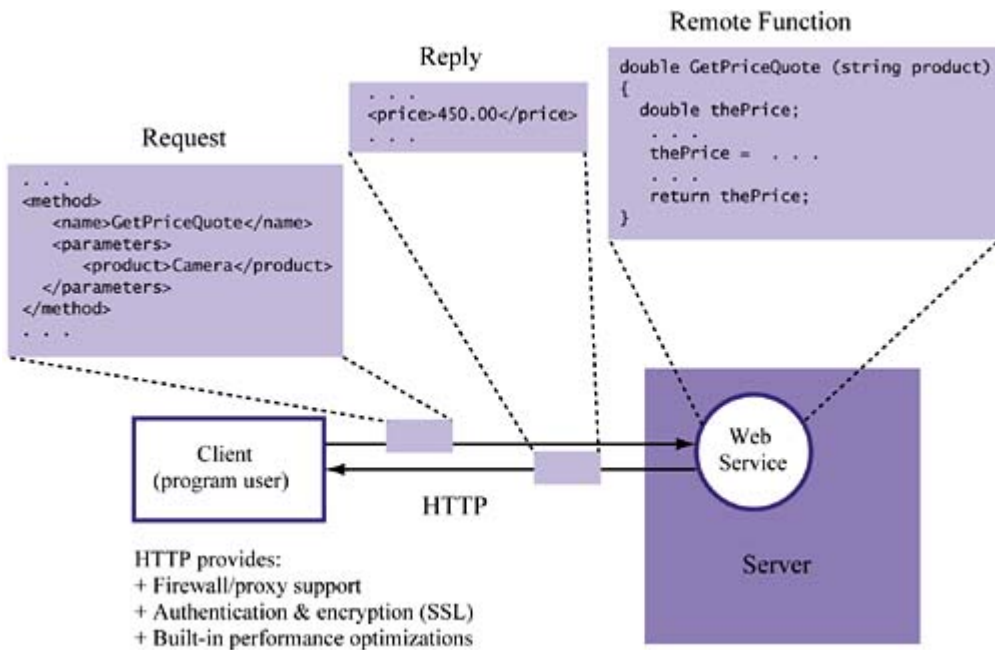 Remote Function
double GetPriceQuote (string product)
{
double thePrice;
. . .
thePrice = . . .
. . .
return thePrice;
}
Reply
. . .
<price>450.00</price>
. . .
Request
. . .
<method>
<name>GetPriceQuote</name>
<parameters>
<product>Camera</product>
</parameters>
</method>
. . .
Client
(program user)
HTTP
Web
Service
Server
HTTP provides:
+ Firewall/proxy support
+ Authentication & encryption (SSL)
+ Built-in performance optimizations